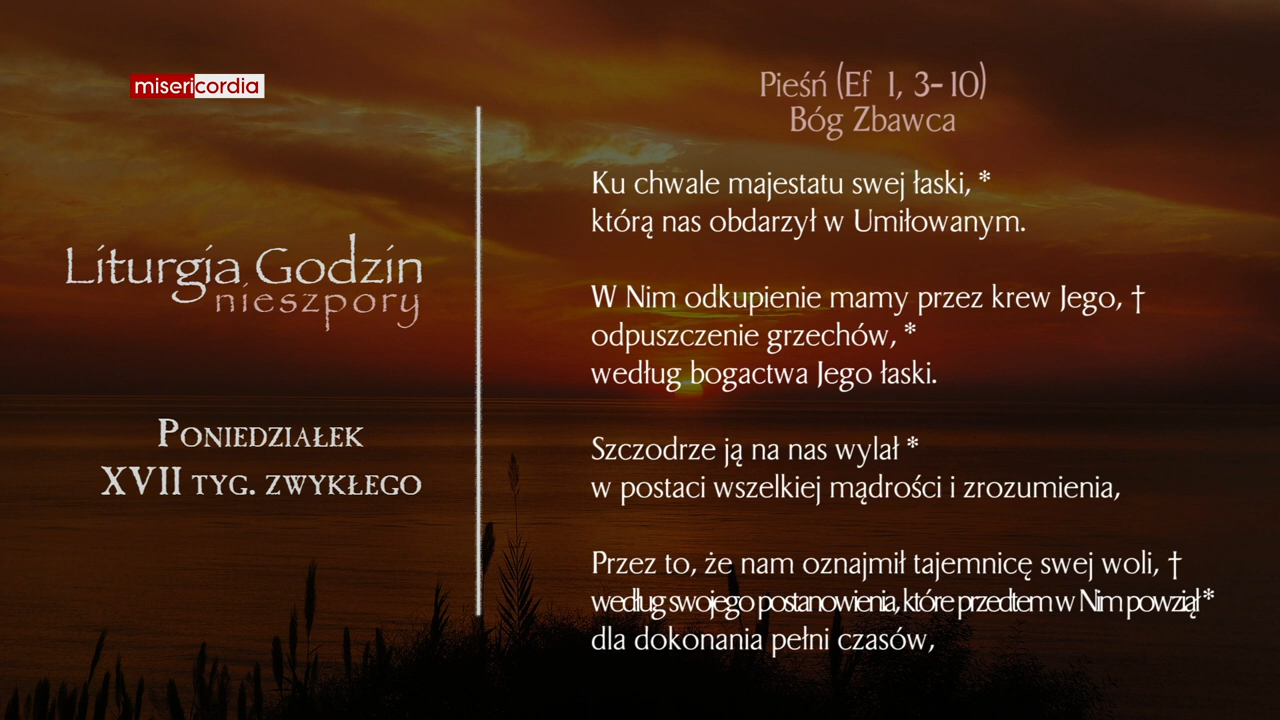 misericordia
Liturgia Godzin
nieszpory
Poniedziałek
XVII tyg. zwykłego
Pieśń (Ef 1, 3-10)
Bóg Zbawca
Ku chwale majestatu swej łaski, *
którą nas obdarzył w Umiłowanym.
W Nim odkupienie mamy przez krew Jego, †
odpuszczenie grzechów, *
według bogactwa Jego łaski.
Szczodrze ją na nas wylał *
w postaci wszelkiej mądrości i zrozumienia,
Przez to, że nam oznajmił tajemnicę swej woli, †
według swojego postanowienia, które przedtem w Nim powziął *
dla dokonania pełni czasów,